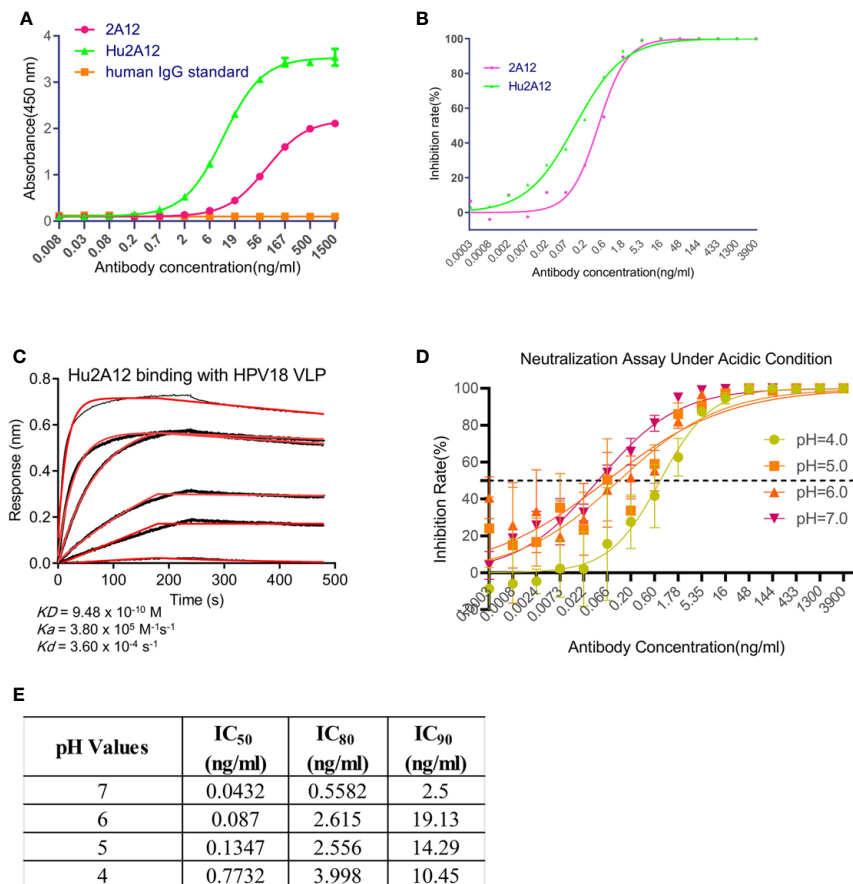 A
2A12
Hu2A12
human IgG standard
Absorbance(450 nm)
4
3
2
1
0
0.008 0.03 0.08 0.2 0.7 2 6 19 56 167 500 1500
Antibody concentration(ng/ml)
B
2A12
Hu2A12
Inhibition rate(%)
100
80
60
40
20
0
0.0003 0.0008 0.002 0.007 0.02 0.07 0.2 0.6 1.8 5.3 16 48 144 433 1300 3900
Antibody concentration(ng/ml)
C
Hu2A12 binding with HPV18 VLP
Response (nm)
0.8
0.6
0.4
0.2
0.0
0 100 200 300 400 500
Time (s)
KD = 9.48 x 10⁻¹⁰ M
Ka = 3.80 x 10⁵ M⁻¹s⁻¹
Kd = 3.60 x 10⁻⁴ s⁻¹
D
Neutralization Assay Under Acidic Condition
Inhibition Rate(%)
100
80
60
40
20
0
pH=4.0
pH=5.0
pH=6.0
pH=7.0
0.0008 0.0024 0.0073 0.022 0.066 0.20 0.60 1.78 5.35 16 48 144 433 1300 3900
Antibody Concentration(ng/ml)
E
pH Values IC₅₀ (ng/ml) IC₈₀ (ng/ml) IC₉₀ (ng/ml)
7 0.0432 0.5582 2.5
6 0.087 2.615 19.13
5 0.1347 2.556 14.29
4 0.7732 3.998 10.45